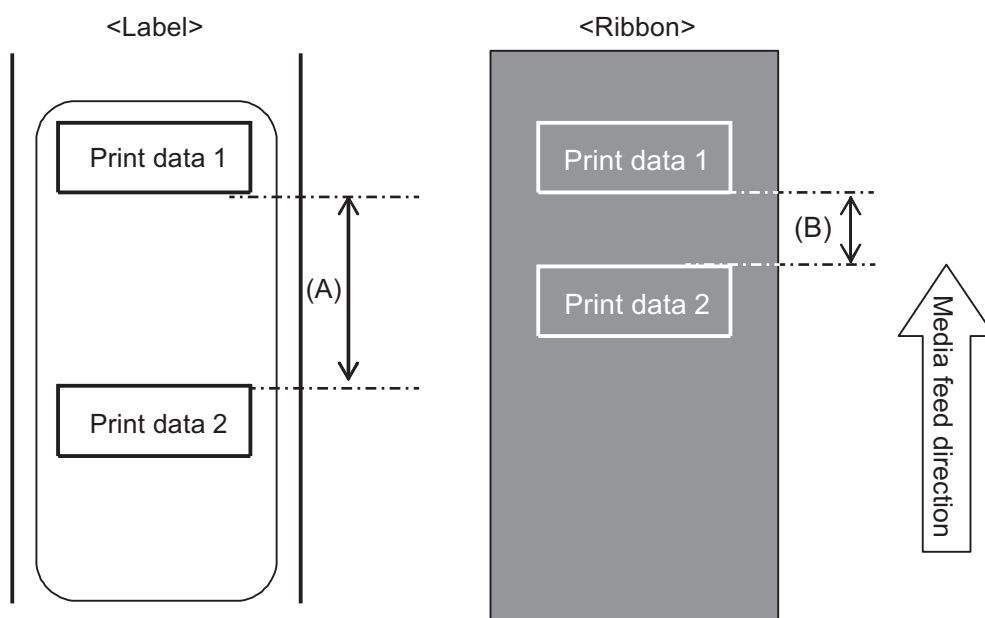 <Label>
Print data 1
(A)
Print data 2
<Ribbon>
Print data 1
(B)
Print data 2
Media feed direction